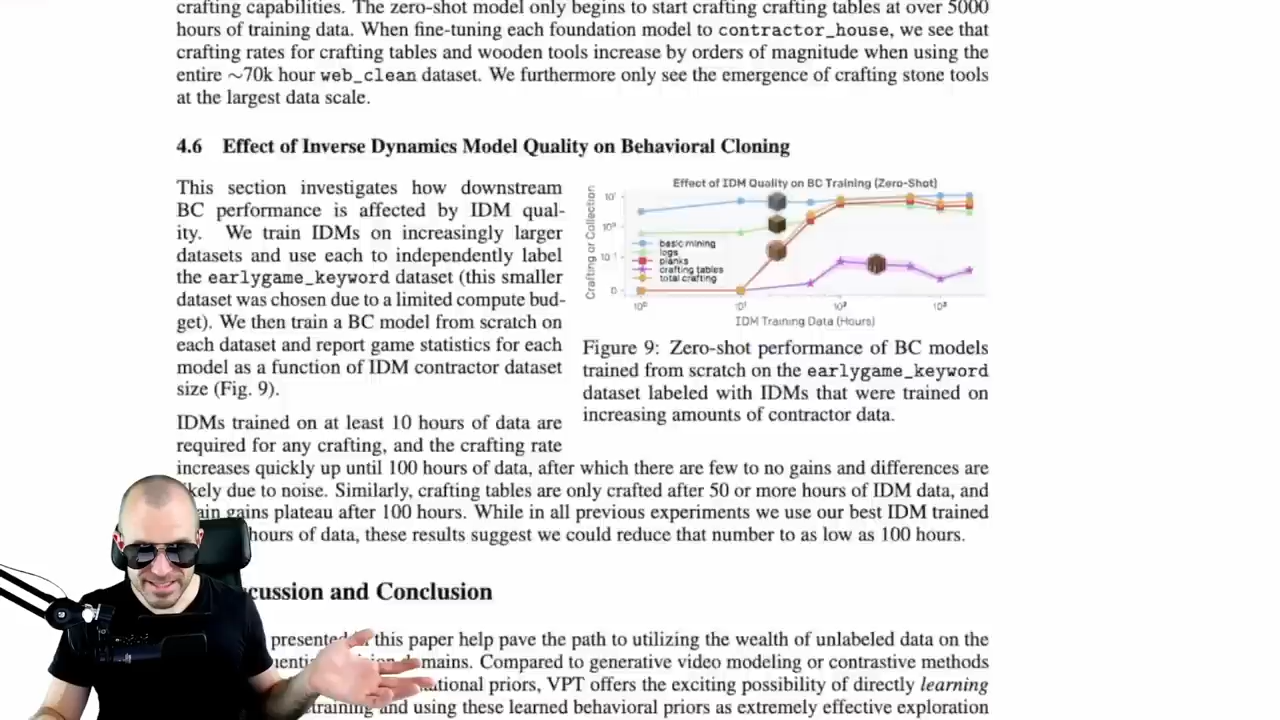 crafting capabilities. The zero-shot model only begins to start crafting crafting tables at over 5000
hours of training data. When fine-tuning each foundation model to contractor_house, we see that
crafting rates for crafting tables and wooden tools increase by orders of magnitude when using the
entire ~70k hour web_clean dataset. We furthermore only see the emergence of crafting stone tools
at the largest data scale.
4.6 Effect of Inverse Dynamics Model Quality on Behavioral Cloning
This section investigates how downstream
BC performance is affected by IDM qual-
ity. We train IDMs on increasingly larger
datasets and use each to independently label
the earlygame_keyword dataset (this smaller
dataset was chosen due to a limited compute bud-
get). We then train a BC model from scratch on
each dataset and report game statistics for each
model as a function of IDM contractor dataset
size (Fig. 9).
Effect of IDM Quality on BC Training (Zero-Shot)
Crafting or Collection
basic mining
logs
planks
crafting tables
total crafting
0
IDM Training Data (Hours)
Figure 9: Zero-shot performance of BC models
trained from scratch on the earlygame_keyword
dataset labeled with IDMs that were trained on
increasing amounts of contractor data.
IDMs trained on at least 10 hours of data are
required for any crafting, and the crafting rate
increases quickly up until 100 hours of data, after which there are few to no gains and differences are
likely due to noise. Similarly, crafting tables are only crafted after 50 or more hours of IDM data, and
gains plateau after 100 hours. While in all previous experiments we use our best IDM trained
hours of data, these results suggest we could reduce that number to as low as 100 hours.
cussion and Conclusion
presented this paper help pave the path to utilizing the wealth of unlabeled data on the
domains. Compared to generative video modeling or contrastive methods
ational priors, VPT offers the exciting possibility of directly learning
training and using these learned behavioral priors as extremely effective exploration